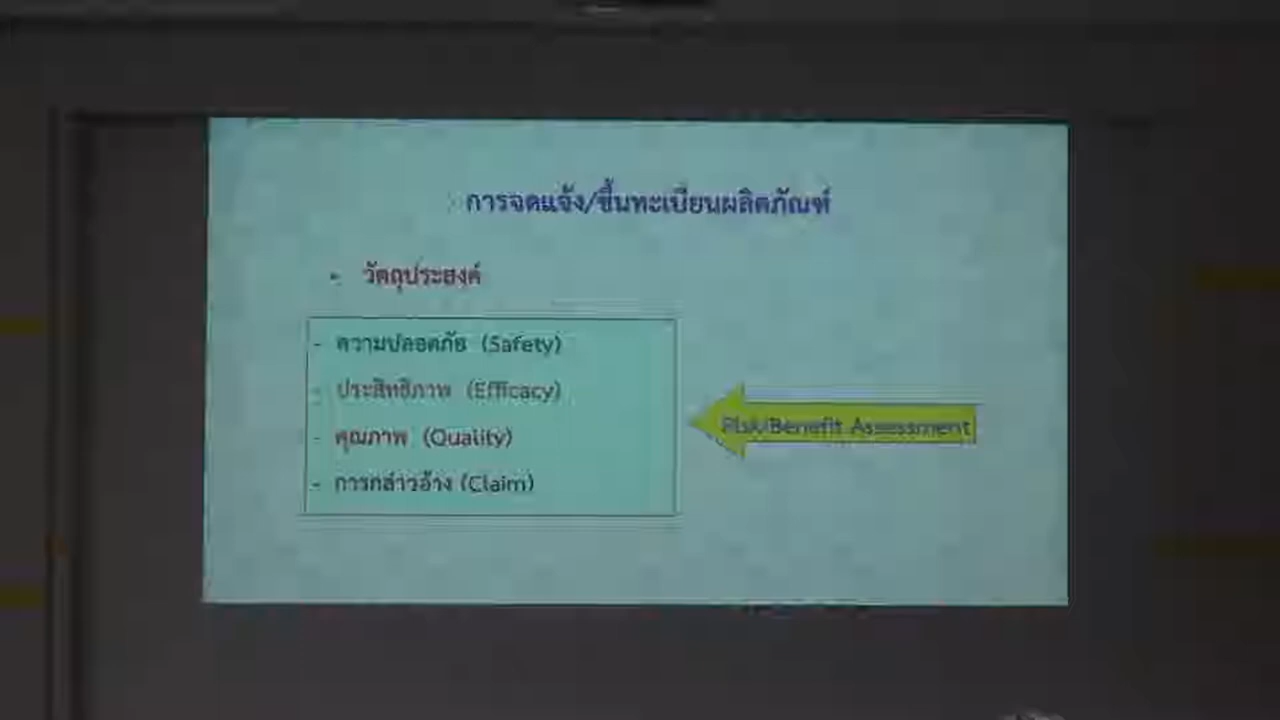 การจดแจ้ง/ขึ้นทะเบียนผลิตภัณฑ์
- วัตถุประสงค์
- ความปลอดภัย (Safety)
- ประสิทธิภาพ (Efficacy)
- คุณภาพ (Quality)
- การกล่าวอ้าง (Claim)
Risk/Benefit Assessment